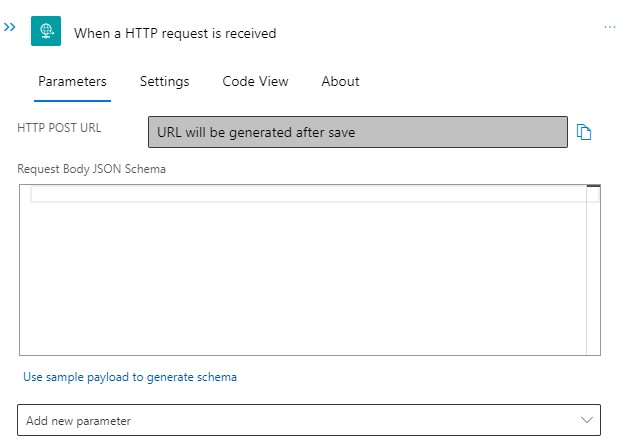 When a HTTP request is received
Parameters Settings Code View About
HTTP POST URL URL will be generated after save
Request Body JSON Schema
Use sample payload to generate schema
Add new parameter